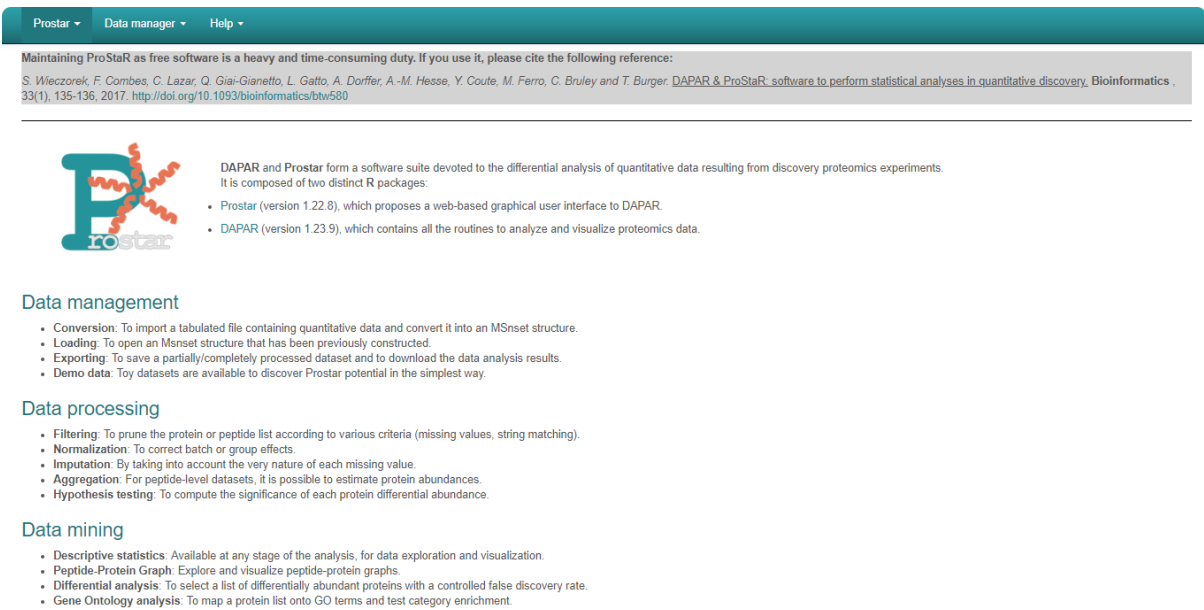 Prostar Data manager Help
Maintaining ProStaR as free software is a heavy and time-consuming duty. If you use it, please cite the following reference:
S. Wieczorek, F. Combes, C. Lazar, Q. Giai-Gianetto, L. Gatto, A. Dorffer, A.-M. Hesse, Y. Coute, M. Ferro, C. Bruley and T. Burger. DAPAR & ProStaR: software to perform statistical analyses in quantitative discovery. Bioinformatics ,
33(1), 135-136, 2017. http://doi.org/10.1093/bioinformatics/btw580
Prostar
DAPAR and Prostar form a software suite devoted to the differential analysis of quantitative data resulting from discovery proteomics experiments.
It is composed of two distinct R packages:
• Prostar (version 1.22.8), which proposes a web-based graphical user interface to DAPAR.
• DAPAR (version 1.23.9), which contains all the routines to analyze and visualize proteomics data.
Data management
• Conversion: To import a tabulated file containing quantitative data and convert it into an MSnset structure.
• Loading: To open an Msnset structure that has been previously constructed.
• Exporting: To save a partially/completely processed dataset and to download the data analysis results.
• Demo data: Toy datasets are available to discover Prostar potential in the simplest way.
Data processing
• Filtering: To prune the protein or peptide list according to various criteria (missing values, string matching).
• Normalization: To correct batch or group effects.
• Imputation: By taking into account the very nature of each missing value.
• Aggregation: For peptide-level datasets, it is possible to estimate protein abundances.
• Hypothesis testing: To compute the significance of each protein differential abundance.
Data mining
• Descriptive statistics: Available at any stage of the analysis, for data exploration and visualization.
• Peptide-Protein Graph: Explore and visualize peptide-protein graphs.
• Differential analysis: To select a list of differentially abundant proteins with a controlled false discovery rate.
• Gene Ontology analysis: To map a protein list onto GO terms and test category enrichment.